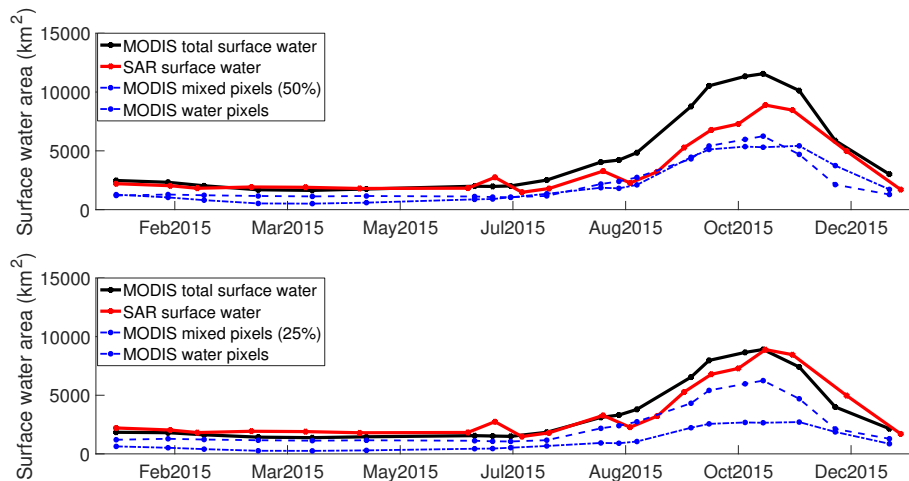 Surface water area (km²)
15000
10000
5000
0
MODIS total surface water
SAR surface water
MODIS mixed pixels (50%)
MODIS water pixels
Feb2015 Mar2015 May2015 Jul2015 Aug2015 Oct2015 Dec2015
Surface water area (km²)
15000
10000
5000
0
MODIS total surface water
SAR surface water
MODIS mixed pixels (25%)
MODIS water pixels
Feb2015 Mar2015 May2015 Jul2015 Aug2015 Oct2015 Dec2015